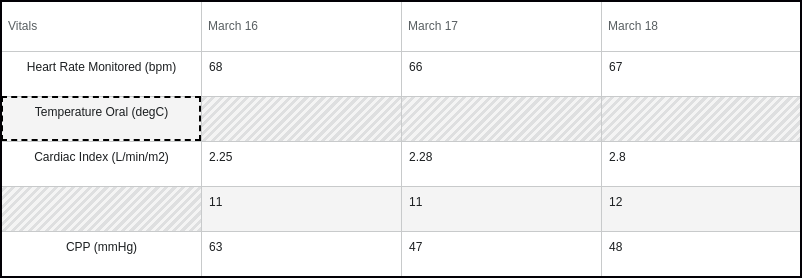 Vitals March 16 March 17 March 18
Heart Rate Monitored (bpm) 68 66 67
Temperature Oral (degC)
Cardiac Index (L/min/m2) 2.25 2.28 2.8
11 11 12
CPP (mmHg) 63 47 48